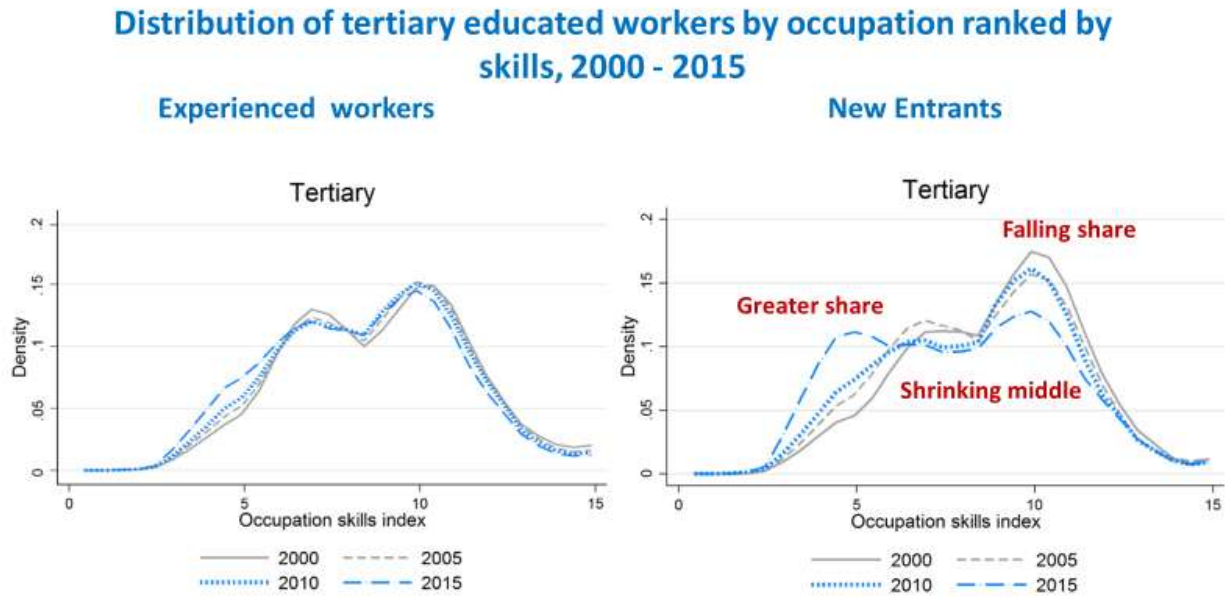 Distribution of tertiary educated workers by occupation ranked by
skills, 2000 - 2015
Experienced workers
New Entrants
Tertiary
.2
.15
.1
.05
0
Density
0
5
10
15
Occupation skills index
2000
2005
2010
2015
Tertiary
.2
.15
.1
.05
0
Density
Falling share
Greater share
Shrinking middle
0
5
10
15
Occupation skills index
2000
2005
2010
2015